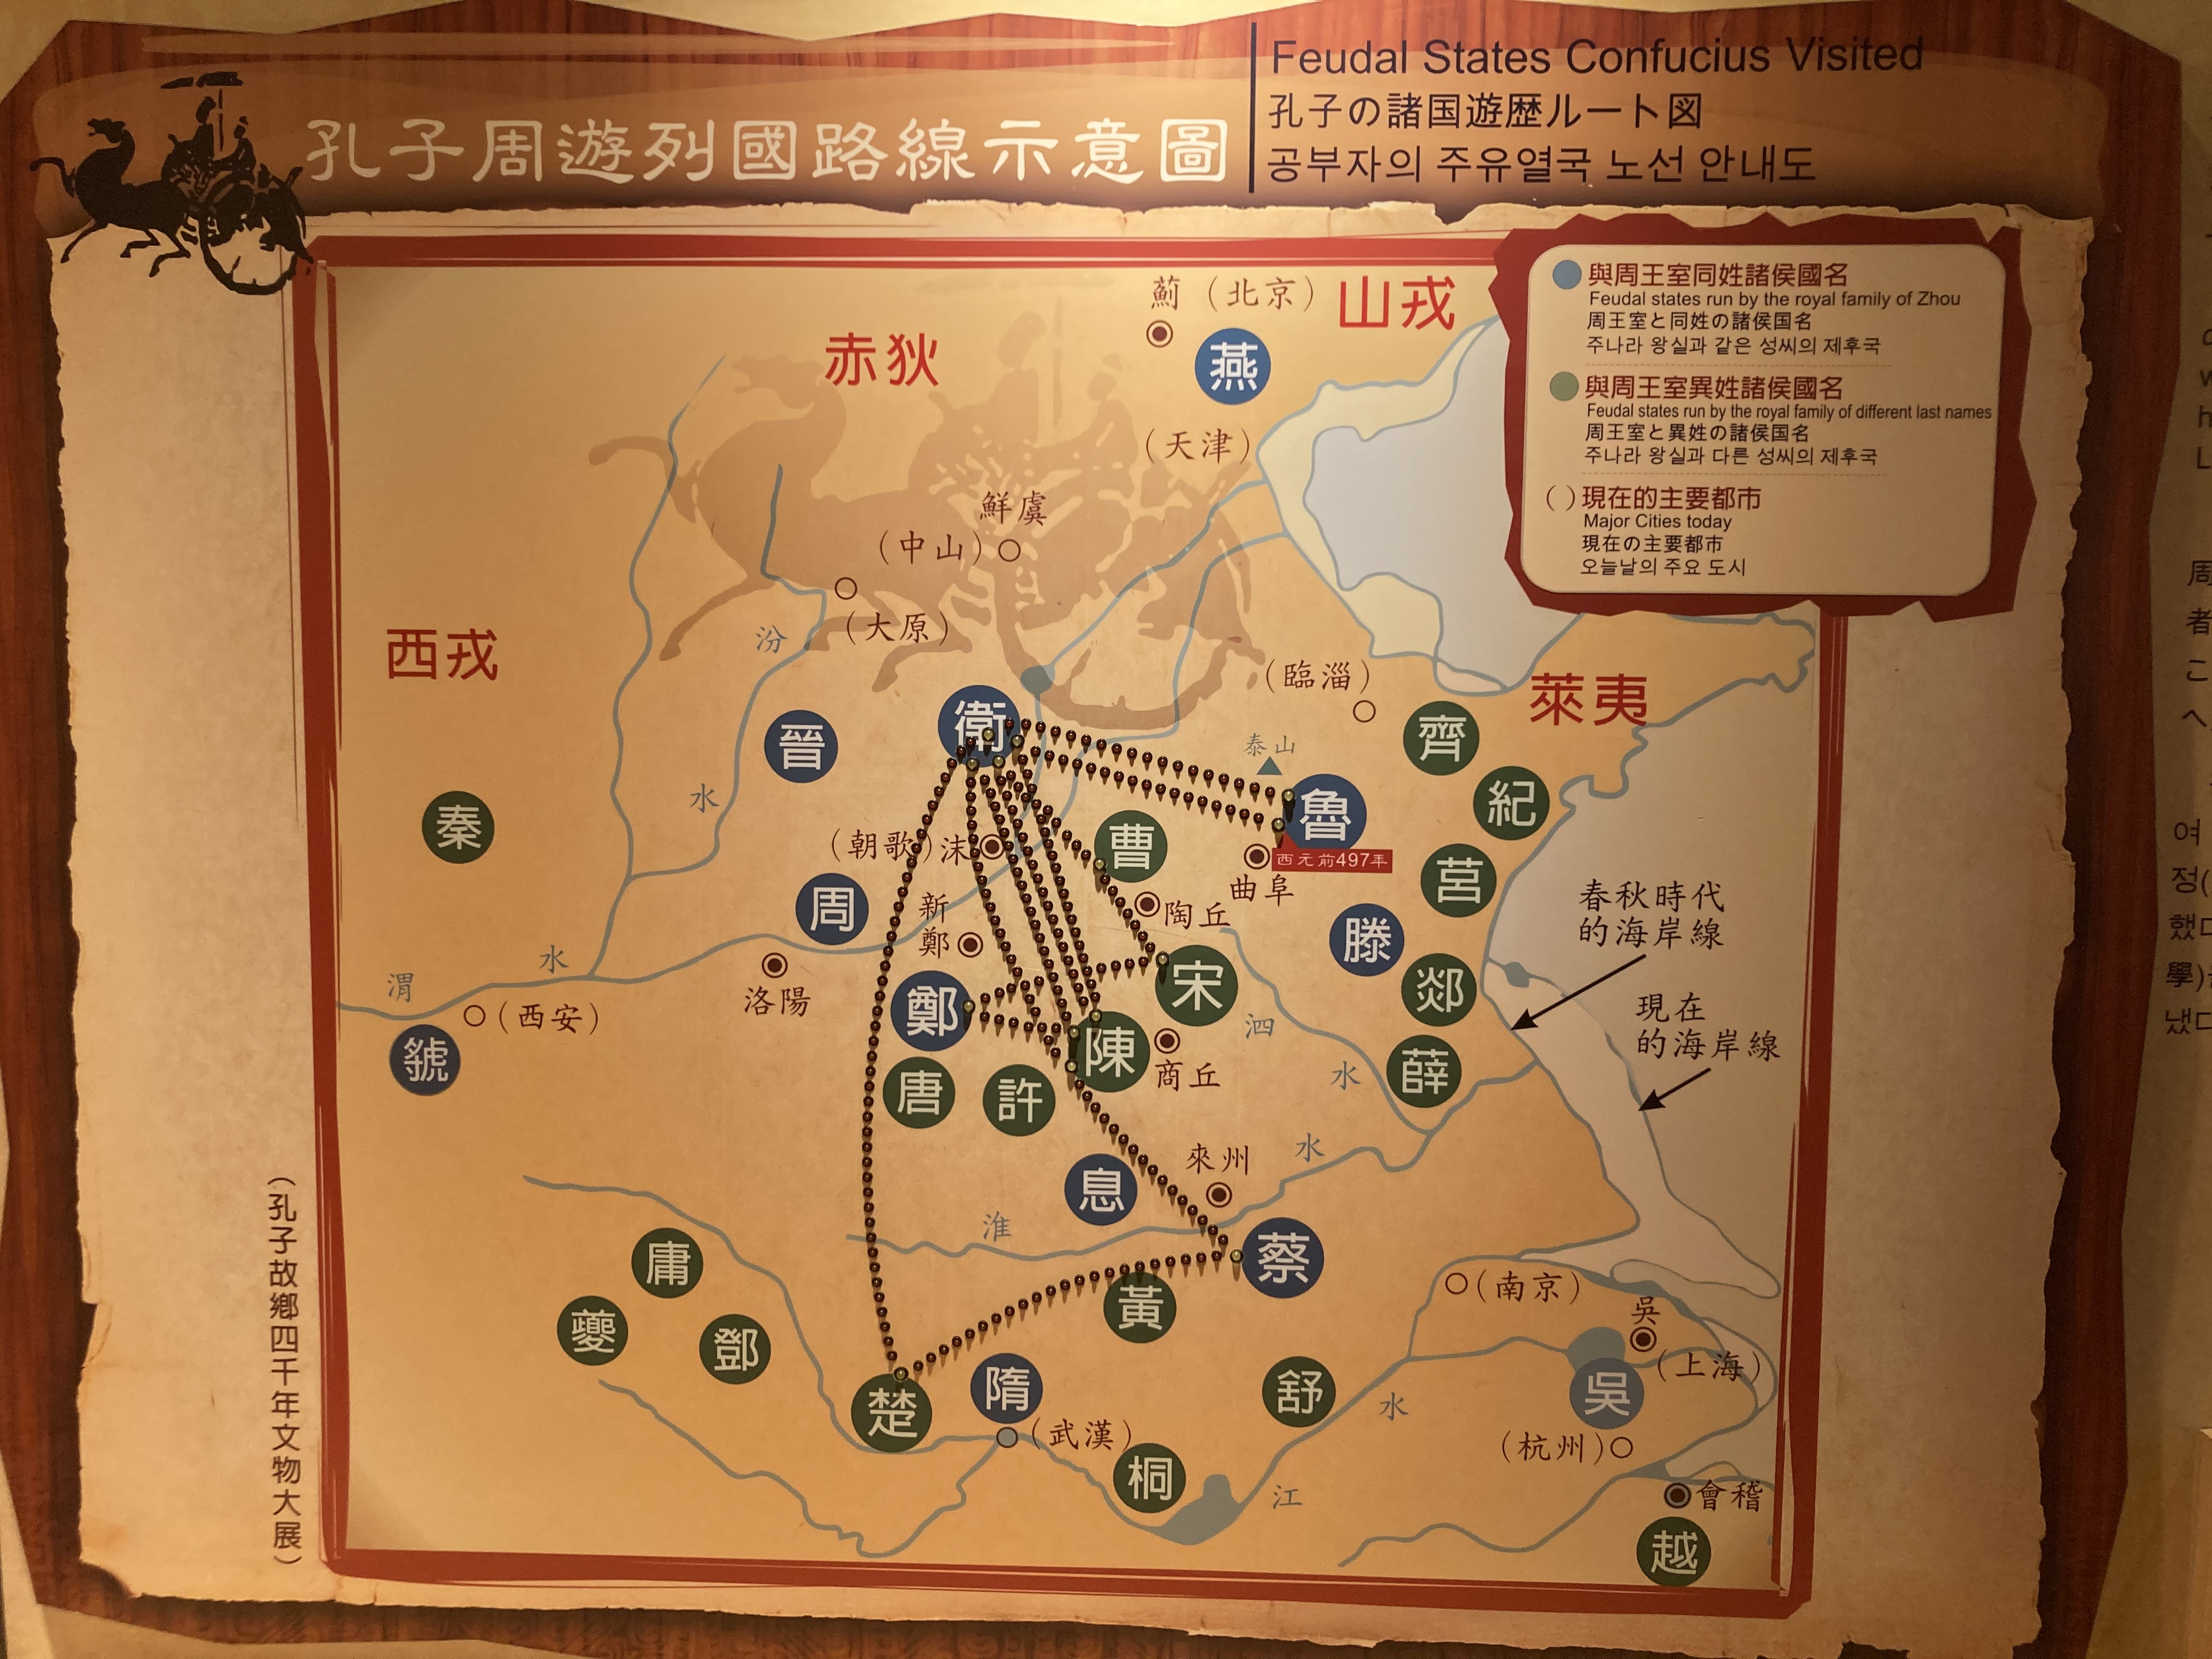 孔子周遊列國路線示意圖
Feudal States Confucius Visited
孔子の諸国遊歴ルート図
공부자의 주유열국 노선 안내도
與周王室同姓諸侯國名
Feudal states run by the royal family of Zhou
周王室と同姓の諸侯国名
주나라 왕실과 같은 성씨의 제후국
與周王室異姓諸侯國名
Feudal states run by the royal family of different last names
周王室と異姓の諸侯国名
주나라 왕실과 다른 성씨의 제후국
( ) 現在的主要都市
Major Cities today
現在の主要都市
오늘날의 주요 도시
薊（北京）
山戎
赤狄
燕
（天津）
鮮虞
（中山）
（大原）
汾
西戎
（臨淄）
萊夷
衛
晉
齊
泰山
水
紀
秦
魯
曹
（朝歌）沬
西元前497年
曲阜
莒
春秋時代
的海岸線
周
新
鄭
陶丘
滕
水
渭
洛陽
宋
郯
現在
的海岸線
（西安）
鄭
泗
虢
陳
商丘
水
薛
唐
許
來州
水
息
淮
蔡
庸
（南京）
黃
吳
夔
鄧
（上海）
隋
舒
吳
楚
水
（武漢）
（杭州）
桐
江
會稽
越
（孔子故鄉四千年文物大展）
周
者
こ
여
정(
學)